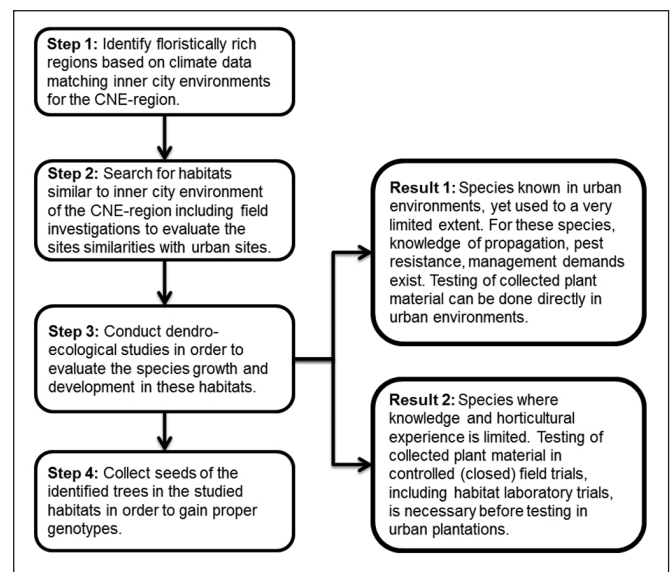 Step 1: Identify floristically rich
regions based on climate data
matching inner city environments
for the CNE-region.
Step 2: Search for habitats
similar to inner city environment
of the CNE-region including field
investigations to evaluate the
sites similarities with urban sites.
Step 3: Conduct dendro-
ecological studies in order to
evaluate the species growth and
development in these habitats.
Step 4: Collect seeds of the
identified trees in the studied
habitats in order to gain proper
genotypes.
Result 1: Species known in urban
environments, yet used to a very
limited extent. For these species,
knowledge of propagation, pest
resistance, management demands
exist. Testing of collected plant
material can be done directly in
urban environments.
Result 2: Species where
knowledge and horticultural
experience is limited. Testing of
collected plant material in
controlled (closed) field trials,
including habitat laboratory trials,
is necessary before testing in
urban plantations.